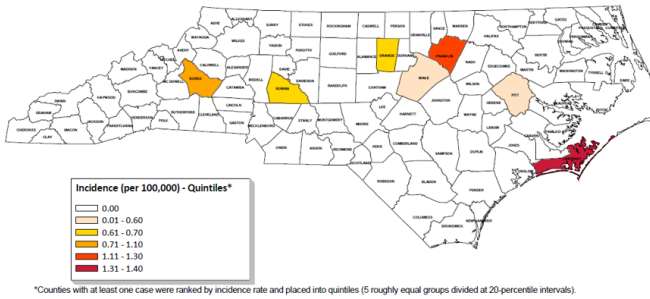 ALLEGHANY
ASHE
SURRY
STOKES
ROCKINGHAM
CASWELL
PERSON
VANCE
WARREN
GRANVILLE
NORTHAMPTON
GATES
HALIFAX
WATAUGA
WILKES
YADKIN
FORSYTH
GUILFORD
ALAMANCE
ORANGE
DURHAM
FRANKLIN
NASH
BERTIE
AVERY
MITCHELL
CALDWELL
ALEXANDER
DAVIE
IREDELL
DAVIDSON
RANDOLPH
CHATHAM
WAKE
EDGECOMBE
MARTIN
WASHINGTON
TYRRELL
DARE
MADISON
YANCEY
BURKE
ROWAN
WILSON
PITT
BUNCOMBE
MCDOWELL
CATAWBA
HAYWOOD
LINCOLN
LEE
JOHNSTON
GREENE
SWAIN
GRAHAM
RUTHERFORD
CLEVELAND
CABARRUS
STANLY
MONTGOMERY
MOORE
HARNETT
WAYNE
LENOIR
CRAVEN
PAMLICO
HENDERSON
JACKSON
POLK
GASTON
MECKLENBURG
CHEROKEE
MACON
TRANSYLVANIA
CLAY
UNION
ANSON
RICHMOND
HOKE
CUMBERLAND
SAMPSON
DUPLIN
JONES
SCOTLAND
ONSLOW
CARTERET
ROBESON
BLADEN
PENDER
COLUMBUS
BRUNSWICK
NEW HANOVER
Incidence (per 100,000) - Quintiles*
0.00
0.01 - 0.60
0.61 - 0.70
0.71 - 1.10
1.11 - 1.30
1.31 - 1.40
*Counties with at least one case were ranked by incidence rate and placed into quintiles (5 roughly equal groups divided at 20-percentile intervals).